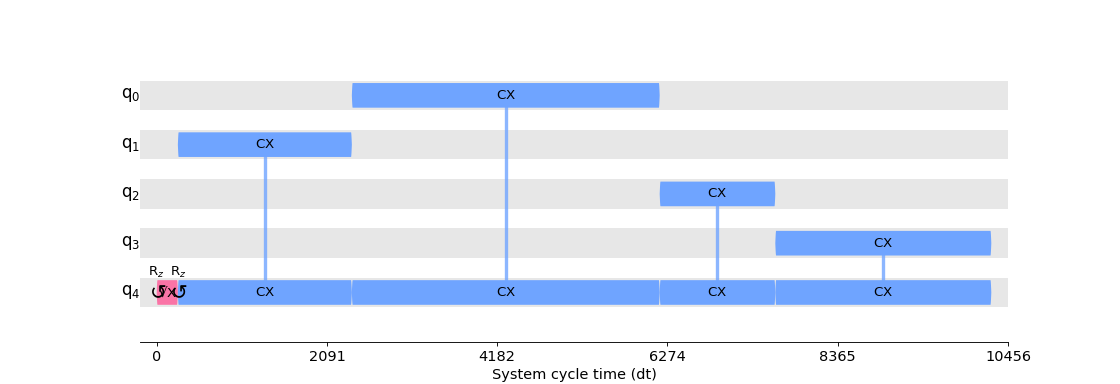 q0 CX
q1 CX
q2 CX
q3 CX
Rz Rz
q4 CX CX CX CX
0 2091 4182 6274 8365 10456
System cycle time (dt)